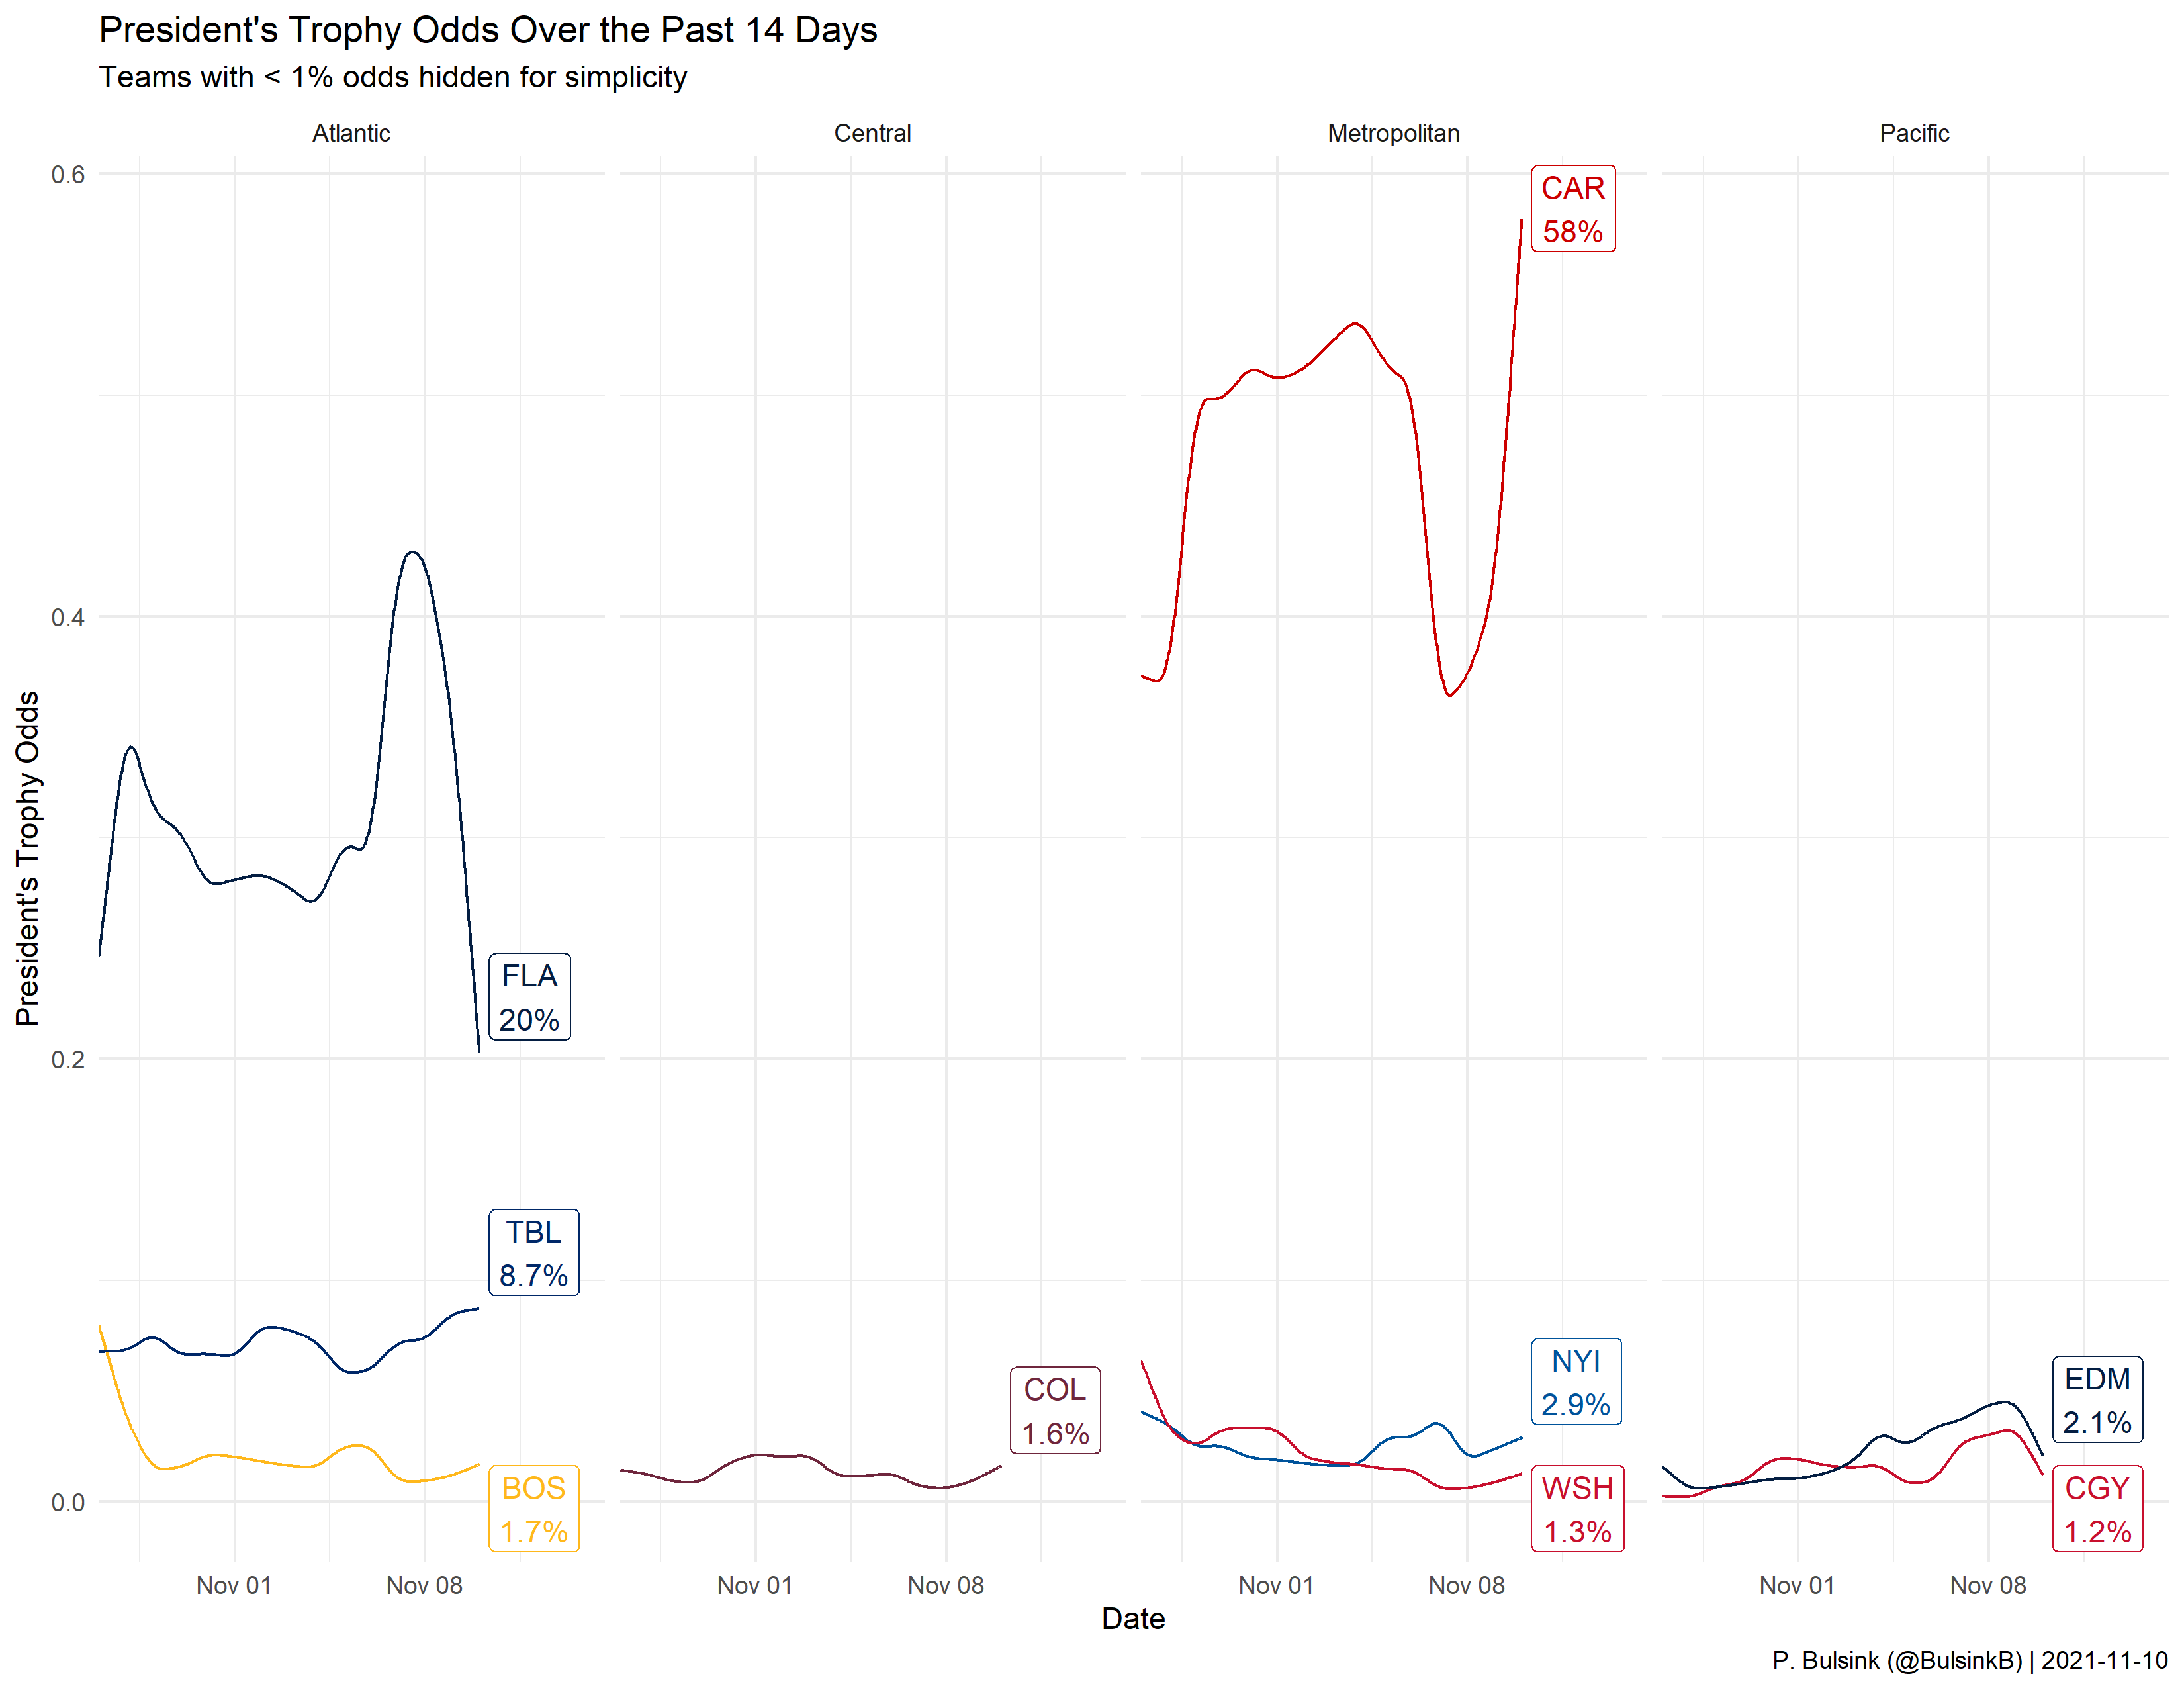 President's Trophy Odds Over the Past 14 Days
Teams with < 1% odds hidden for simplicity
Atlantic
Central
Metropolitan
Pacific
President's Trophy Odds
0.6
0.4
0.2
0.0
FLA
20%
TBL
8.7%
BOS
1.7%
COL
1.6%
CAR
58%
NYI
2.9%
WSH
1.3%
EDM
2.1%
CGY
1.2%
Nov 01
Nov 08
Nov 01
Nov 08
Nov 01
Nov 08
Nov 01
Nov 08
Date
P. Bulsink (@BulsinkB) | 2021-11-10